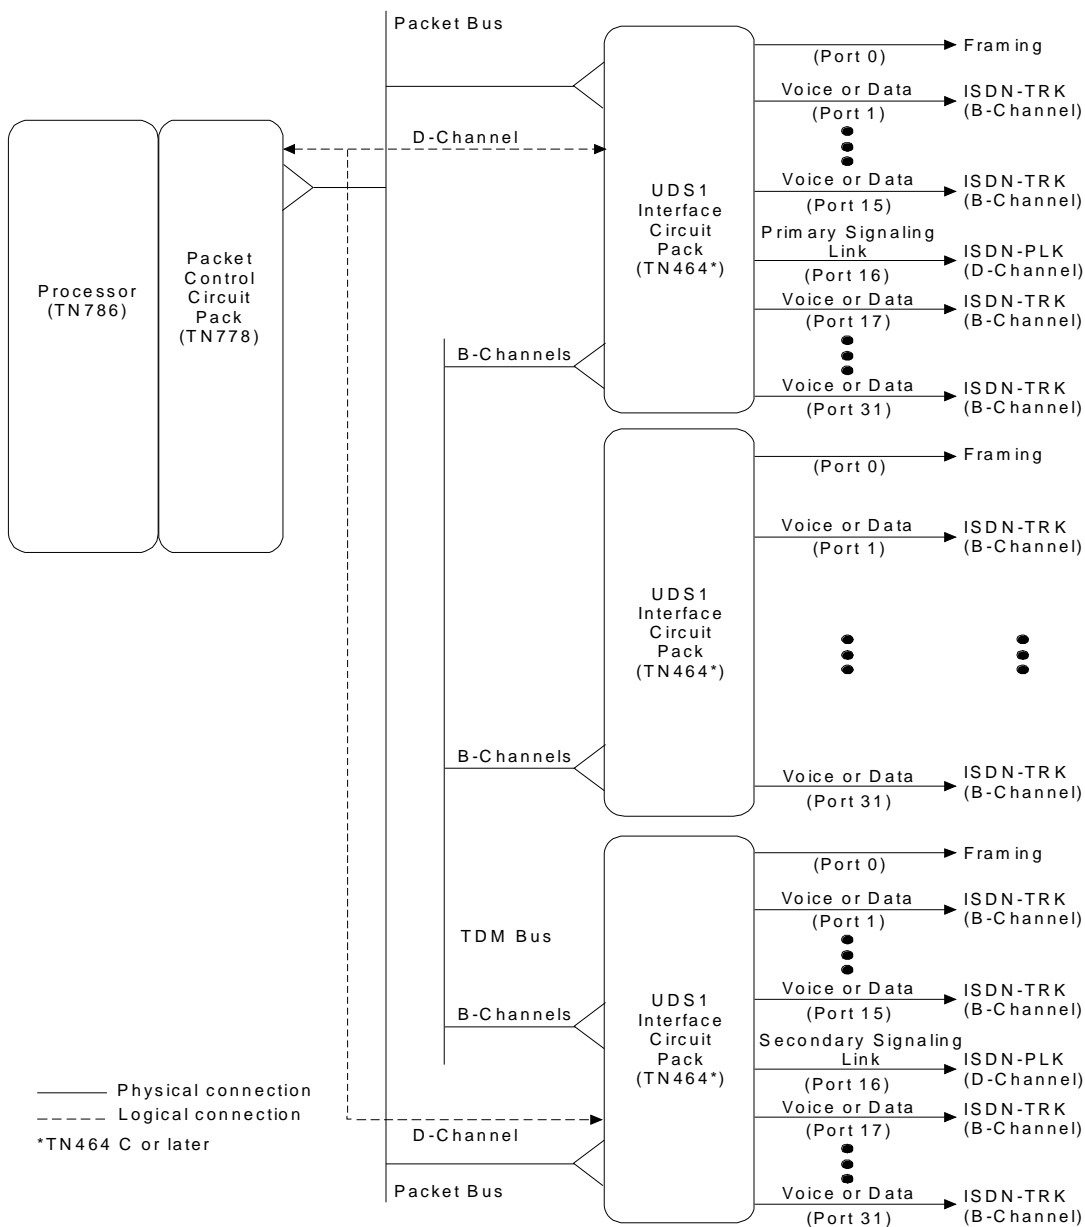 Packet Bus
D-Channel
Processor
(TN786)
Packet
Control
Circuit
Pack
(TN778)
B-Channels
UDS1
Interface
Circuit
Pack
(TN464*)
(Port 0)
Framing
Voice or Data
(Port 1)
ISDN-TRK
(B-Channel)
Voice or Data
(Port 15)
ISDN-TRK
(B-Channel)
Primary Signaling
Link
(Port 16)
ISDN-PLK
(D-Channel)
Voice or Data
(Port 17)
ISDN-TRK
(B-Channel)
Voice or Data
(Port 31)
ISDN-TRK
(B-Channel)
UDS1
Interface
Circuit
Pack
(TN464*)
B-Channels
(Port 0)
Framing
Voice or Data
(Port 1)
ISDN-TRK
(B-Channel)
Voice or Data
(Port 31)
ISDN-TRK
(B-Channel)
TDM Bus
B-Channels
UDS1
Interface
Circuit
Pack
(TN464*)
(Port 0)
Framing
Voice or Data
(Port 1)
ISDN-TRK
(B-Channel)
Voice or Data
(Port 15)
ISDN-TRK
(B-Channel)
Secondary Signaling
Link
(Port 16)
ISDN-PLK
(D-Channel)
Voice or Data
(Port 17)
ISDN-TRK
(B-Channel)
Voice or Data
(Port 31)
ISDN-TRK
(B-Channel)
D-Channel
Packet Bus
Physical connection
Logical connection
*TN464 C or later